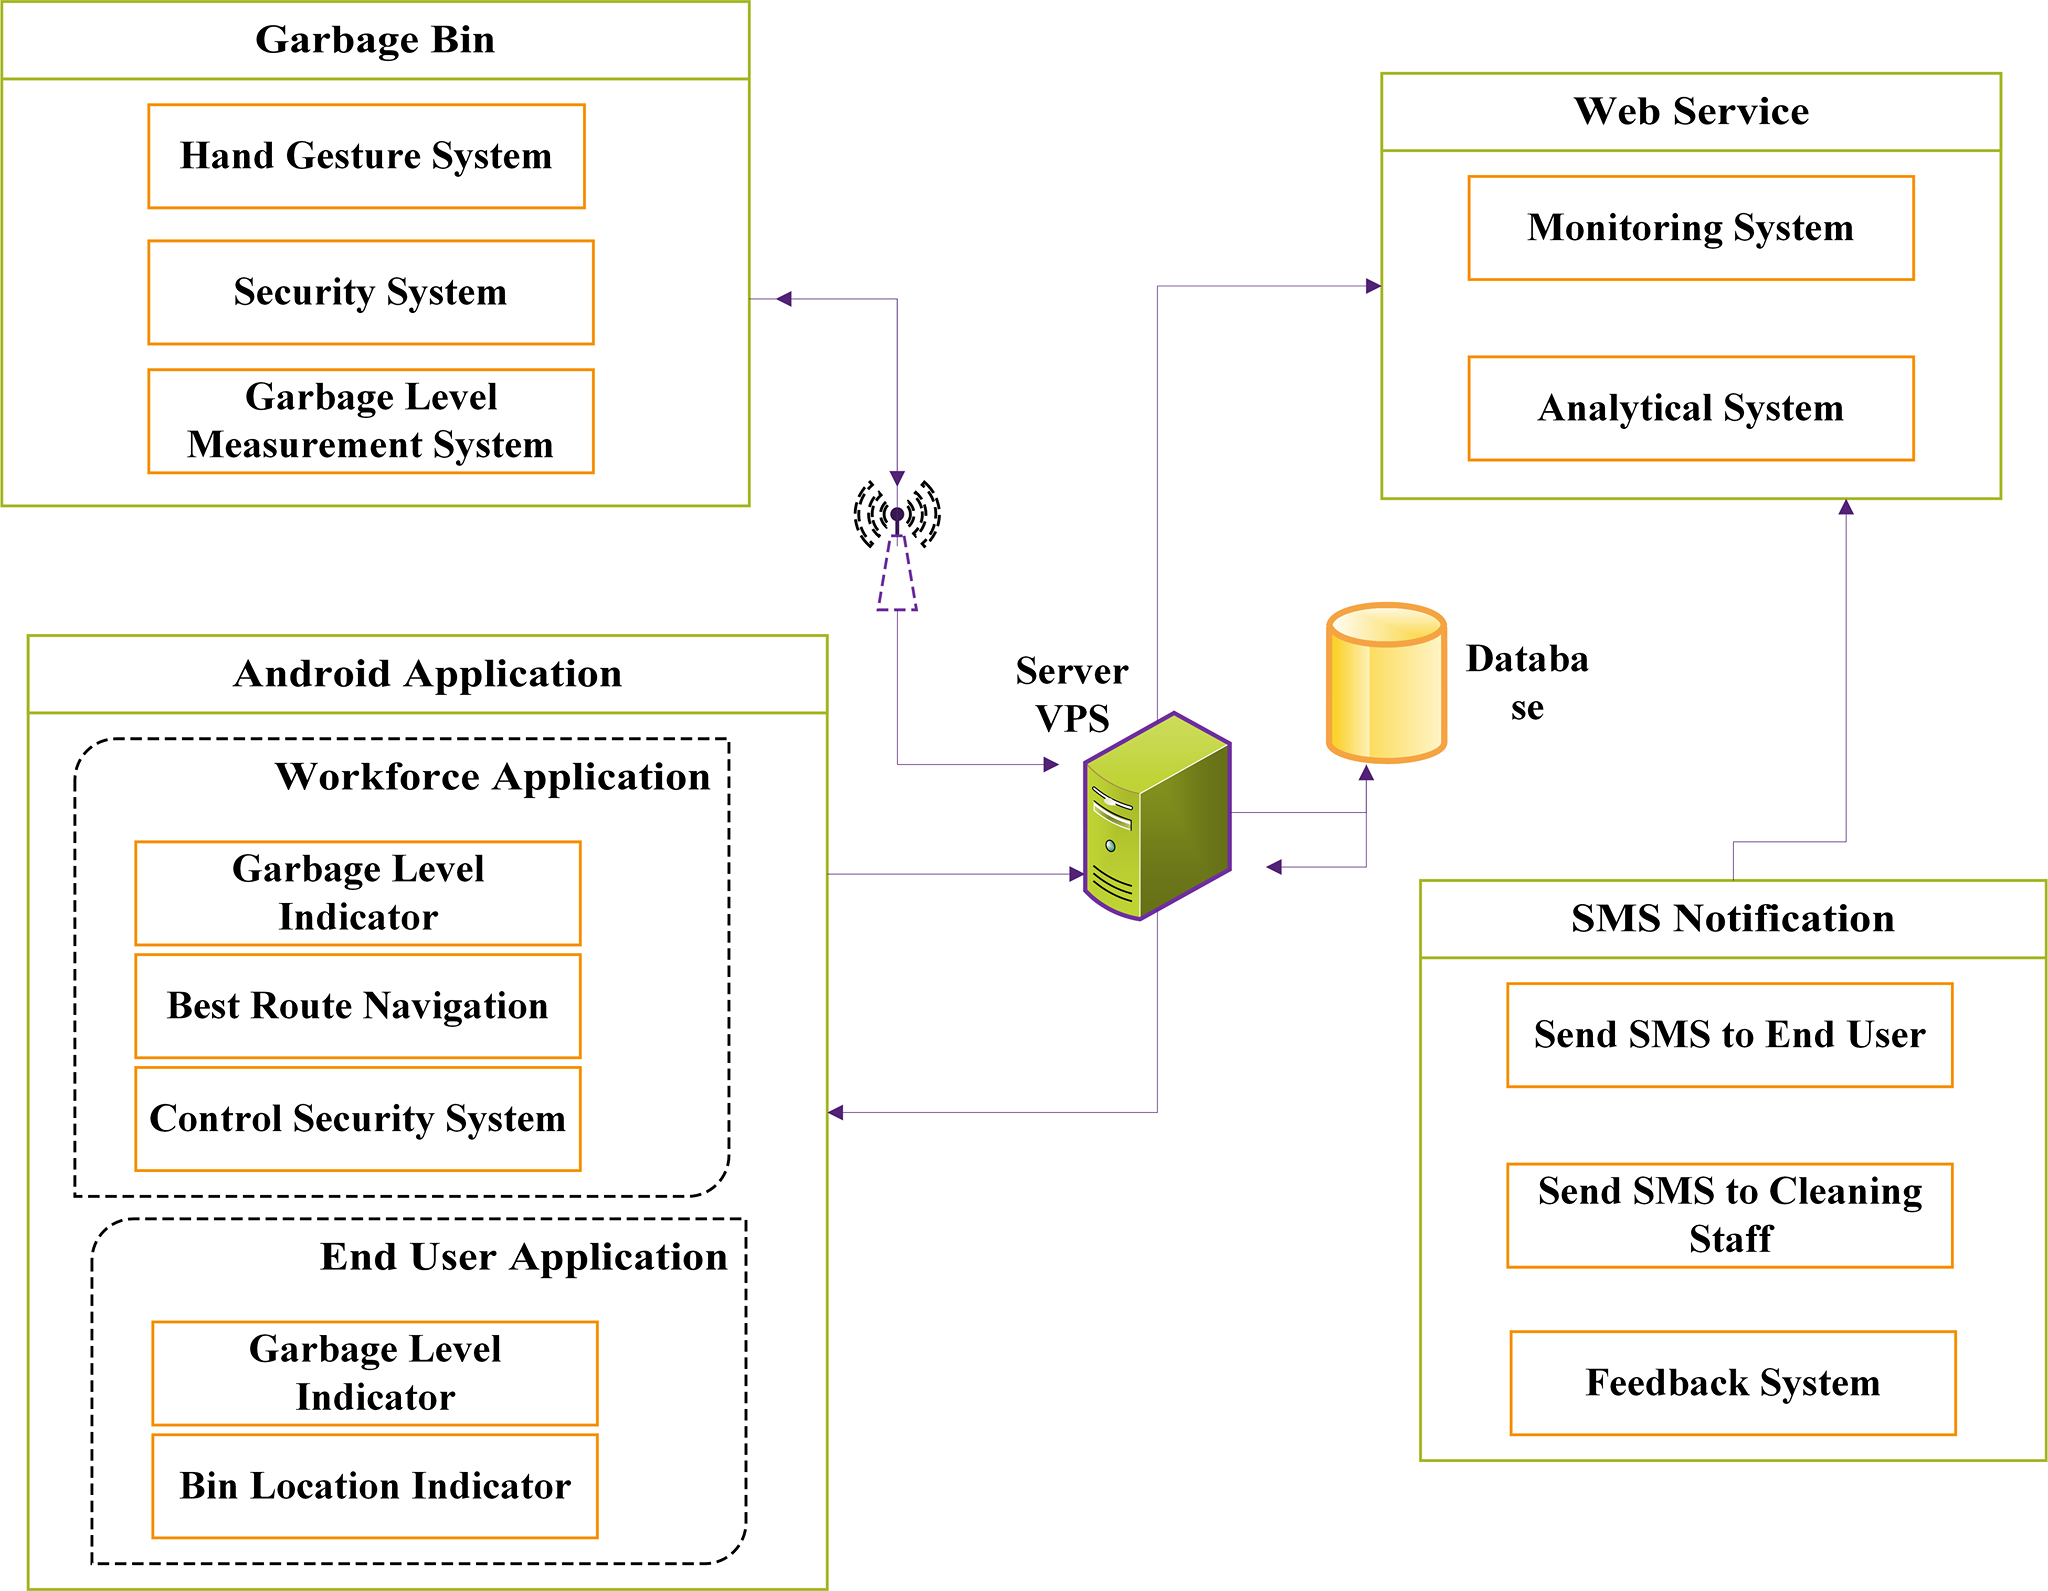 Garbage Bin
Hand Gesture System
Security System
Garbage Level
Measurement System
Web Service
Monitoring System
Analytical System
Server
VPS
Databa
se
Android Application
Workforce Application
Garbage Level
Indicator
Best Route Navigation
Control Security System
End User Application
Garbage Level
Indicator
Bin Location Indicator
SMS Notification
Send SMS to End User
Send SMS to Cleaning
Staff
Feedback System